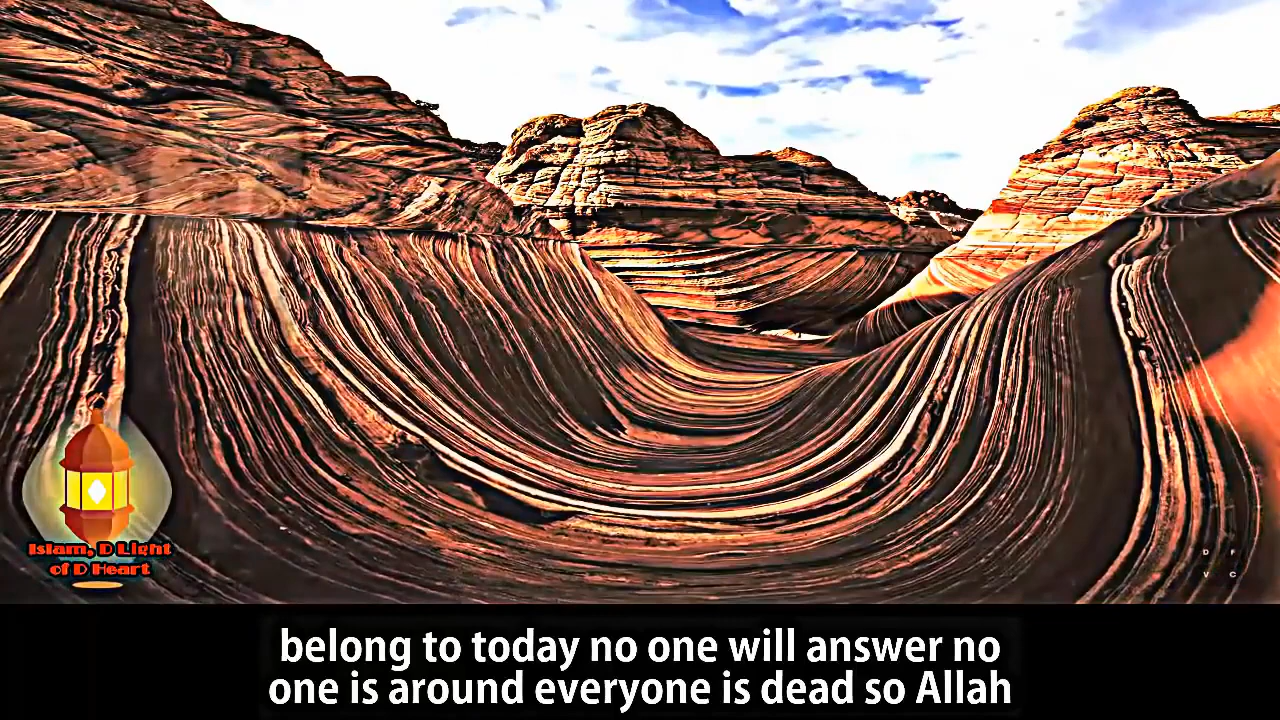 Islam, D Light
of D Heart
D F
V C
belong to today no one will answer no
one is around everyone is dead so Allah